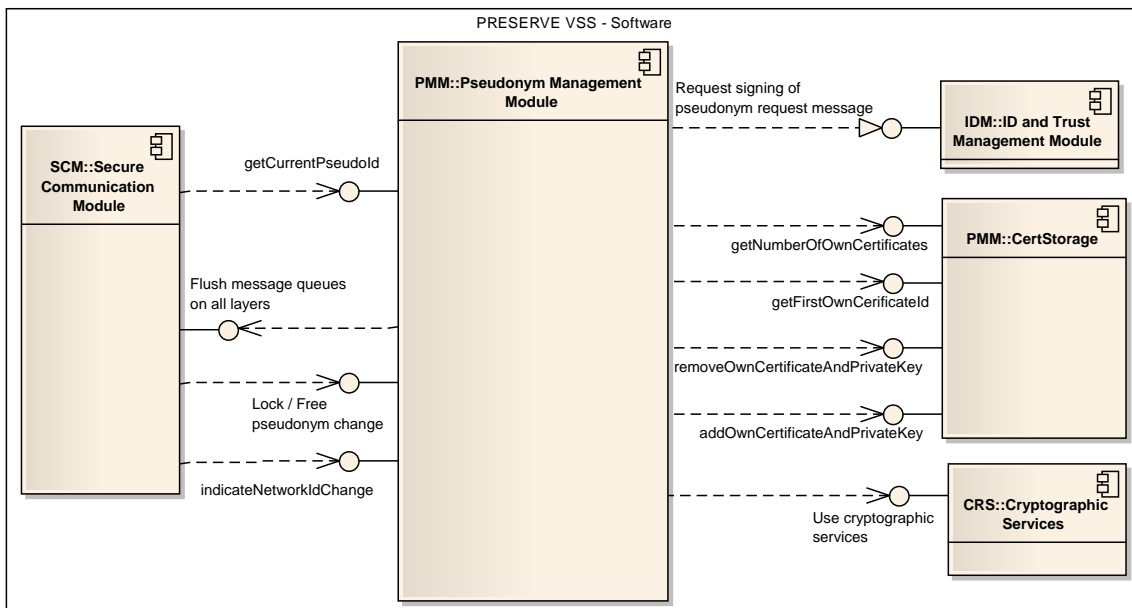 PRESERVE VSS - Software
SCM::Secure
Communication
Module
getCurrentPseudoId
Flush message queues
on all layers
Lock / Free
pseudonym change
indicateNetworkIdChange
PMM::Pseudonym Management
Module
Request signing of
pseudonym request message
IDM::ID and Trust
Management Module
getNumberOfOwnCertificates
getFirstOwnCerificateId
removeOwnCertificateAndPrivateKey
addOwnCertificateAndPrivateKey
PMM::CertStorage
Use cryptographic
services
CRS::Cryptographic
Services